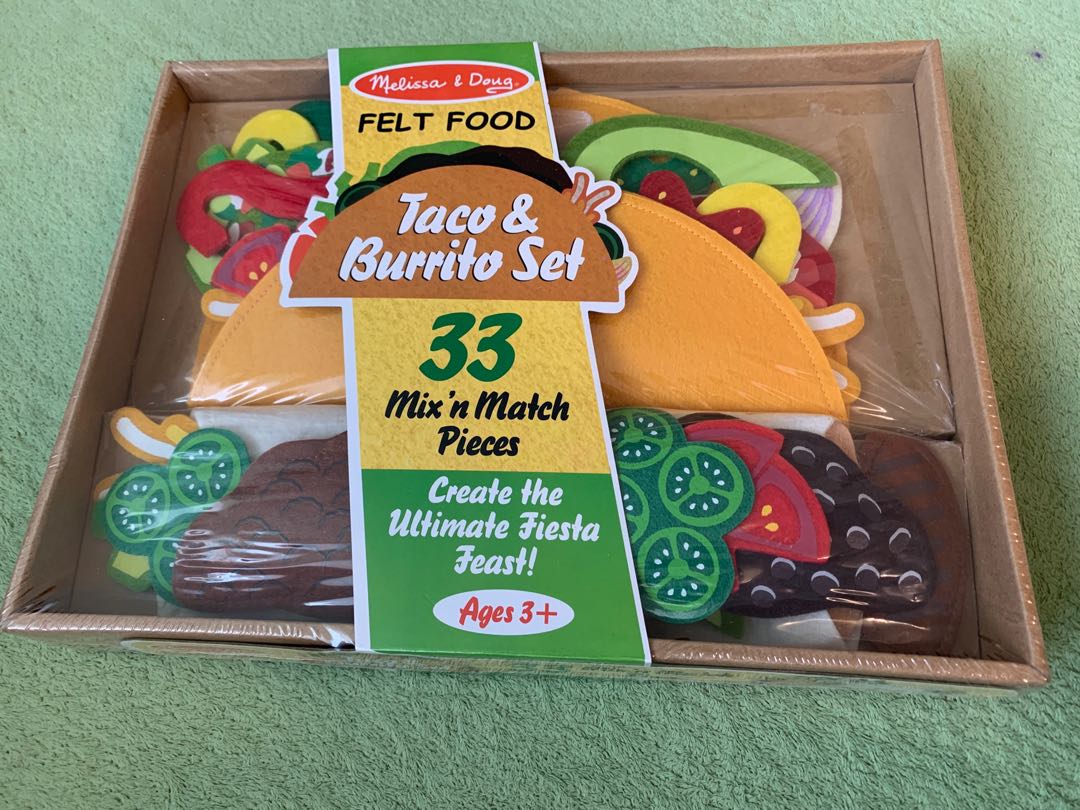 Melissa & Doug
FELT FOOD
Taco &
Burrito Set
33
Mix'n Match
Pieces
Create the
Ultimate Fiesta
Feast!
Ages 3+